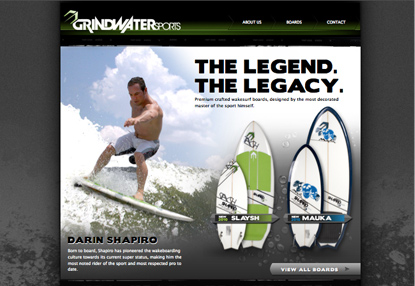 GRINDWATERSPORTS
ABOUT US
BOARDS
CONTACT
THE LEGEND.
THE LEGACY.
Premium crafted wakesurf boards, designed by the most decorated
master of the sport himself.
SLAYSH
MAUKA
DARIN SHAPIRO
Born to board, Shapiro has pioneered the wakeboarding
culture towards its current super status, making him the
most noted rider of the sport and most respected pro to
date.
VIEW ALL BOARDS